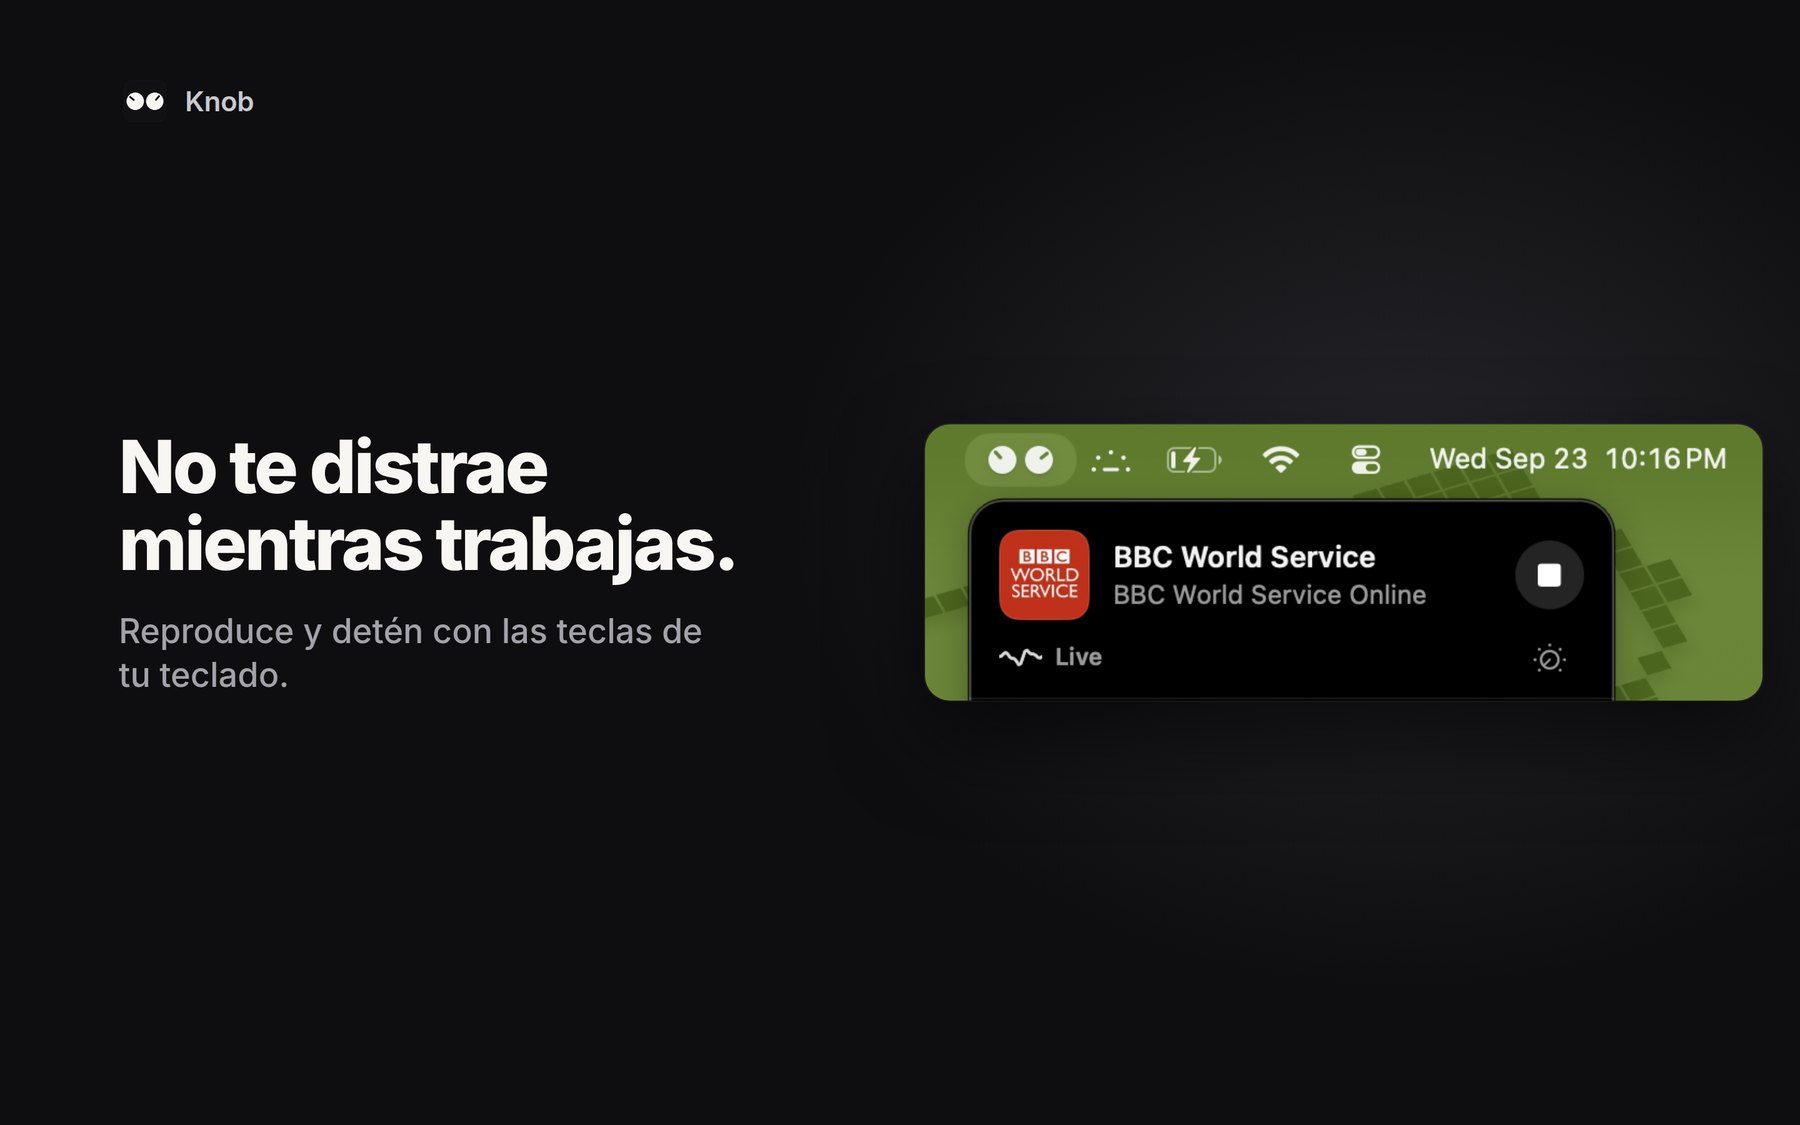 Knob
No te distrae
mientras trabajas.
Reproduce y detén con las teclas de
tu teclado.
Wed Sep 23 10:16 PM
BBC
WORLD
SERVICE
BBC World Service
BBC World Service Online
Live